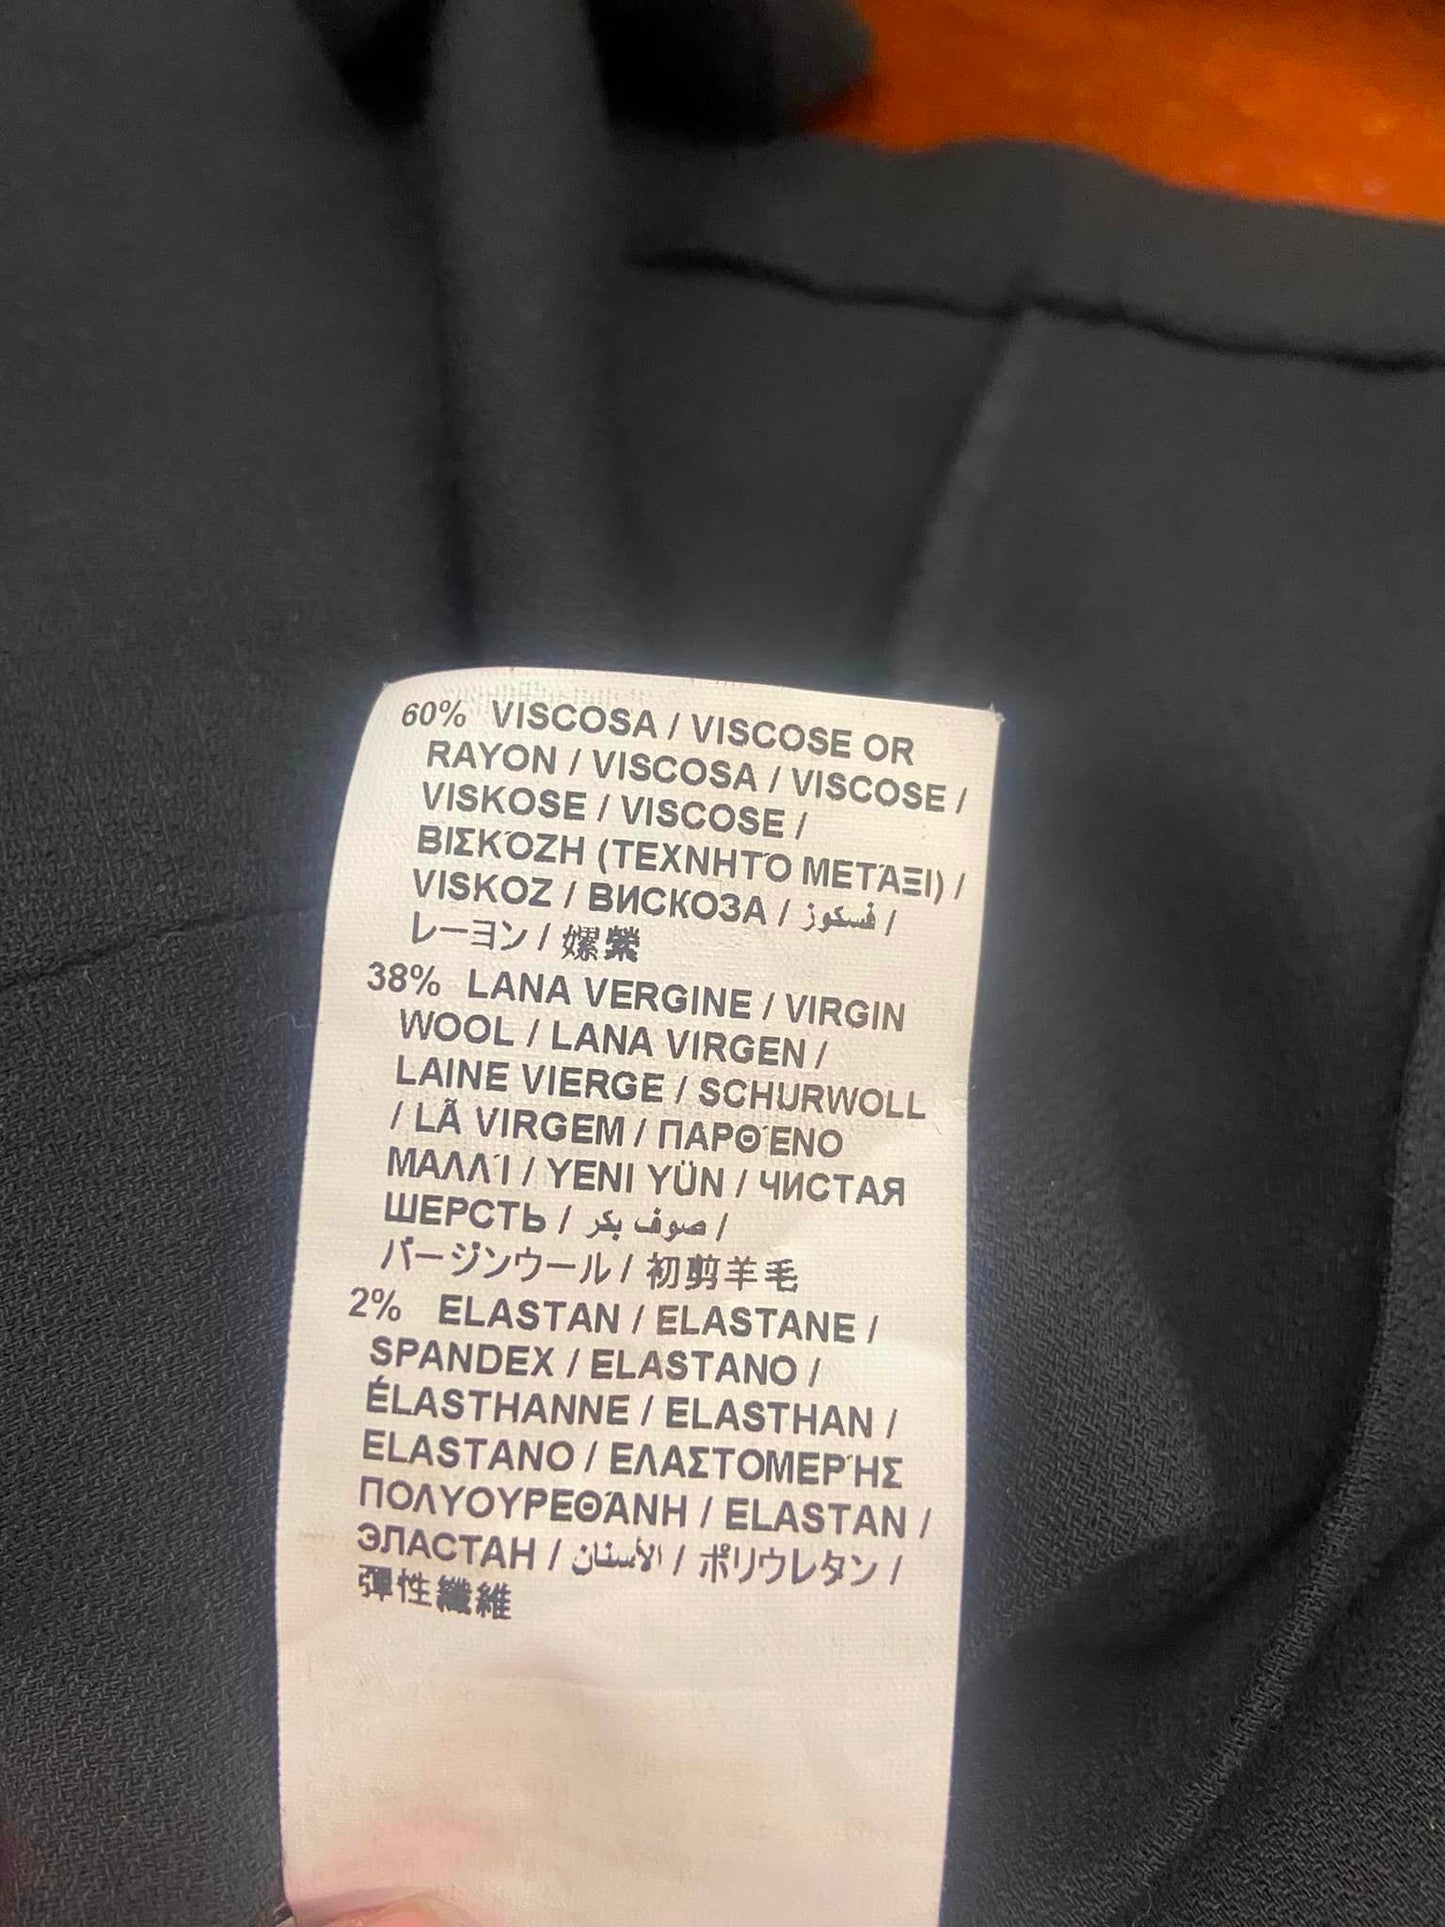 60% VISCOSA / VISCOSE OR
RAYON / VISCOSA / VISCOSE /
VISKOSE / VISCOSE /
ΒΙΣΚΌΖΗ (ΤΕΧΝΗΤΌ ΜΕΤΆΞΙ) /
VISKOZ / ВИСКОЗА / فسكوز /
レーヨン / 嫘縈
38% LANA VERGINE / VIRGIN
WOOL / LANA VIRGEN /
LAINE VIERGE / SCHURWOLL
/ LÃ VIRGEM / ΠΑΡΘΈΝΟ
ΜΑΛΛΊ / YENI YÜN / ЧИСТАЯ
ШЕРСТЬ / صوف بكر /
バージンウール / 初剪羊毛
2% ELASTAN / ELASTANE /
SPANDEX / ELASTANO /
ÉLASTHANNE / ELASTHAN /
ELASTANO / ΕΛΑΣΤΟΜΕΡΉΣ
ΠΟΛΥΟΥΡΕΘΆΝΗ / ELASTAN /
ЭЛАСТАН / الأستان / ポリウレタン /
彈性纖維